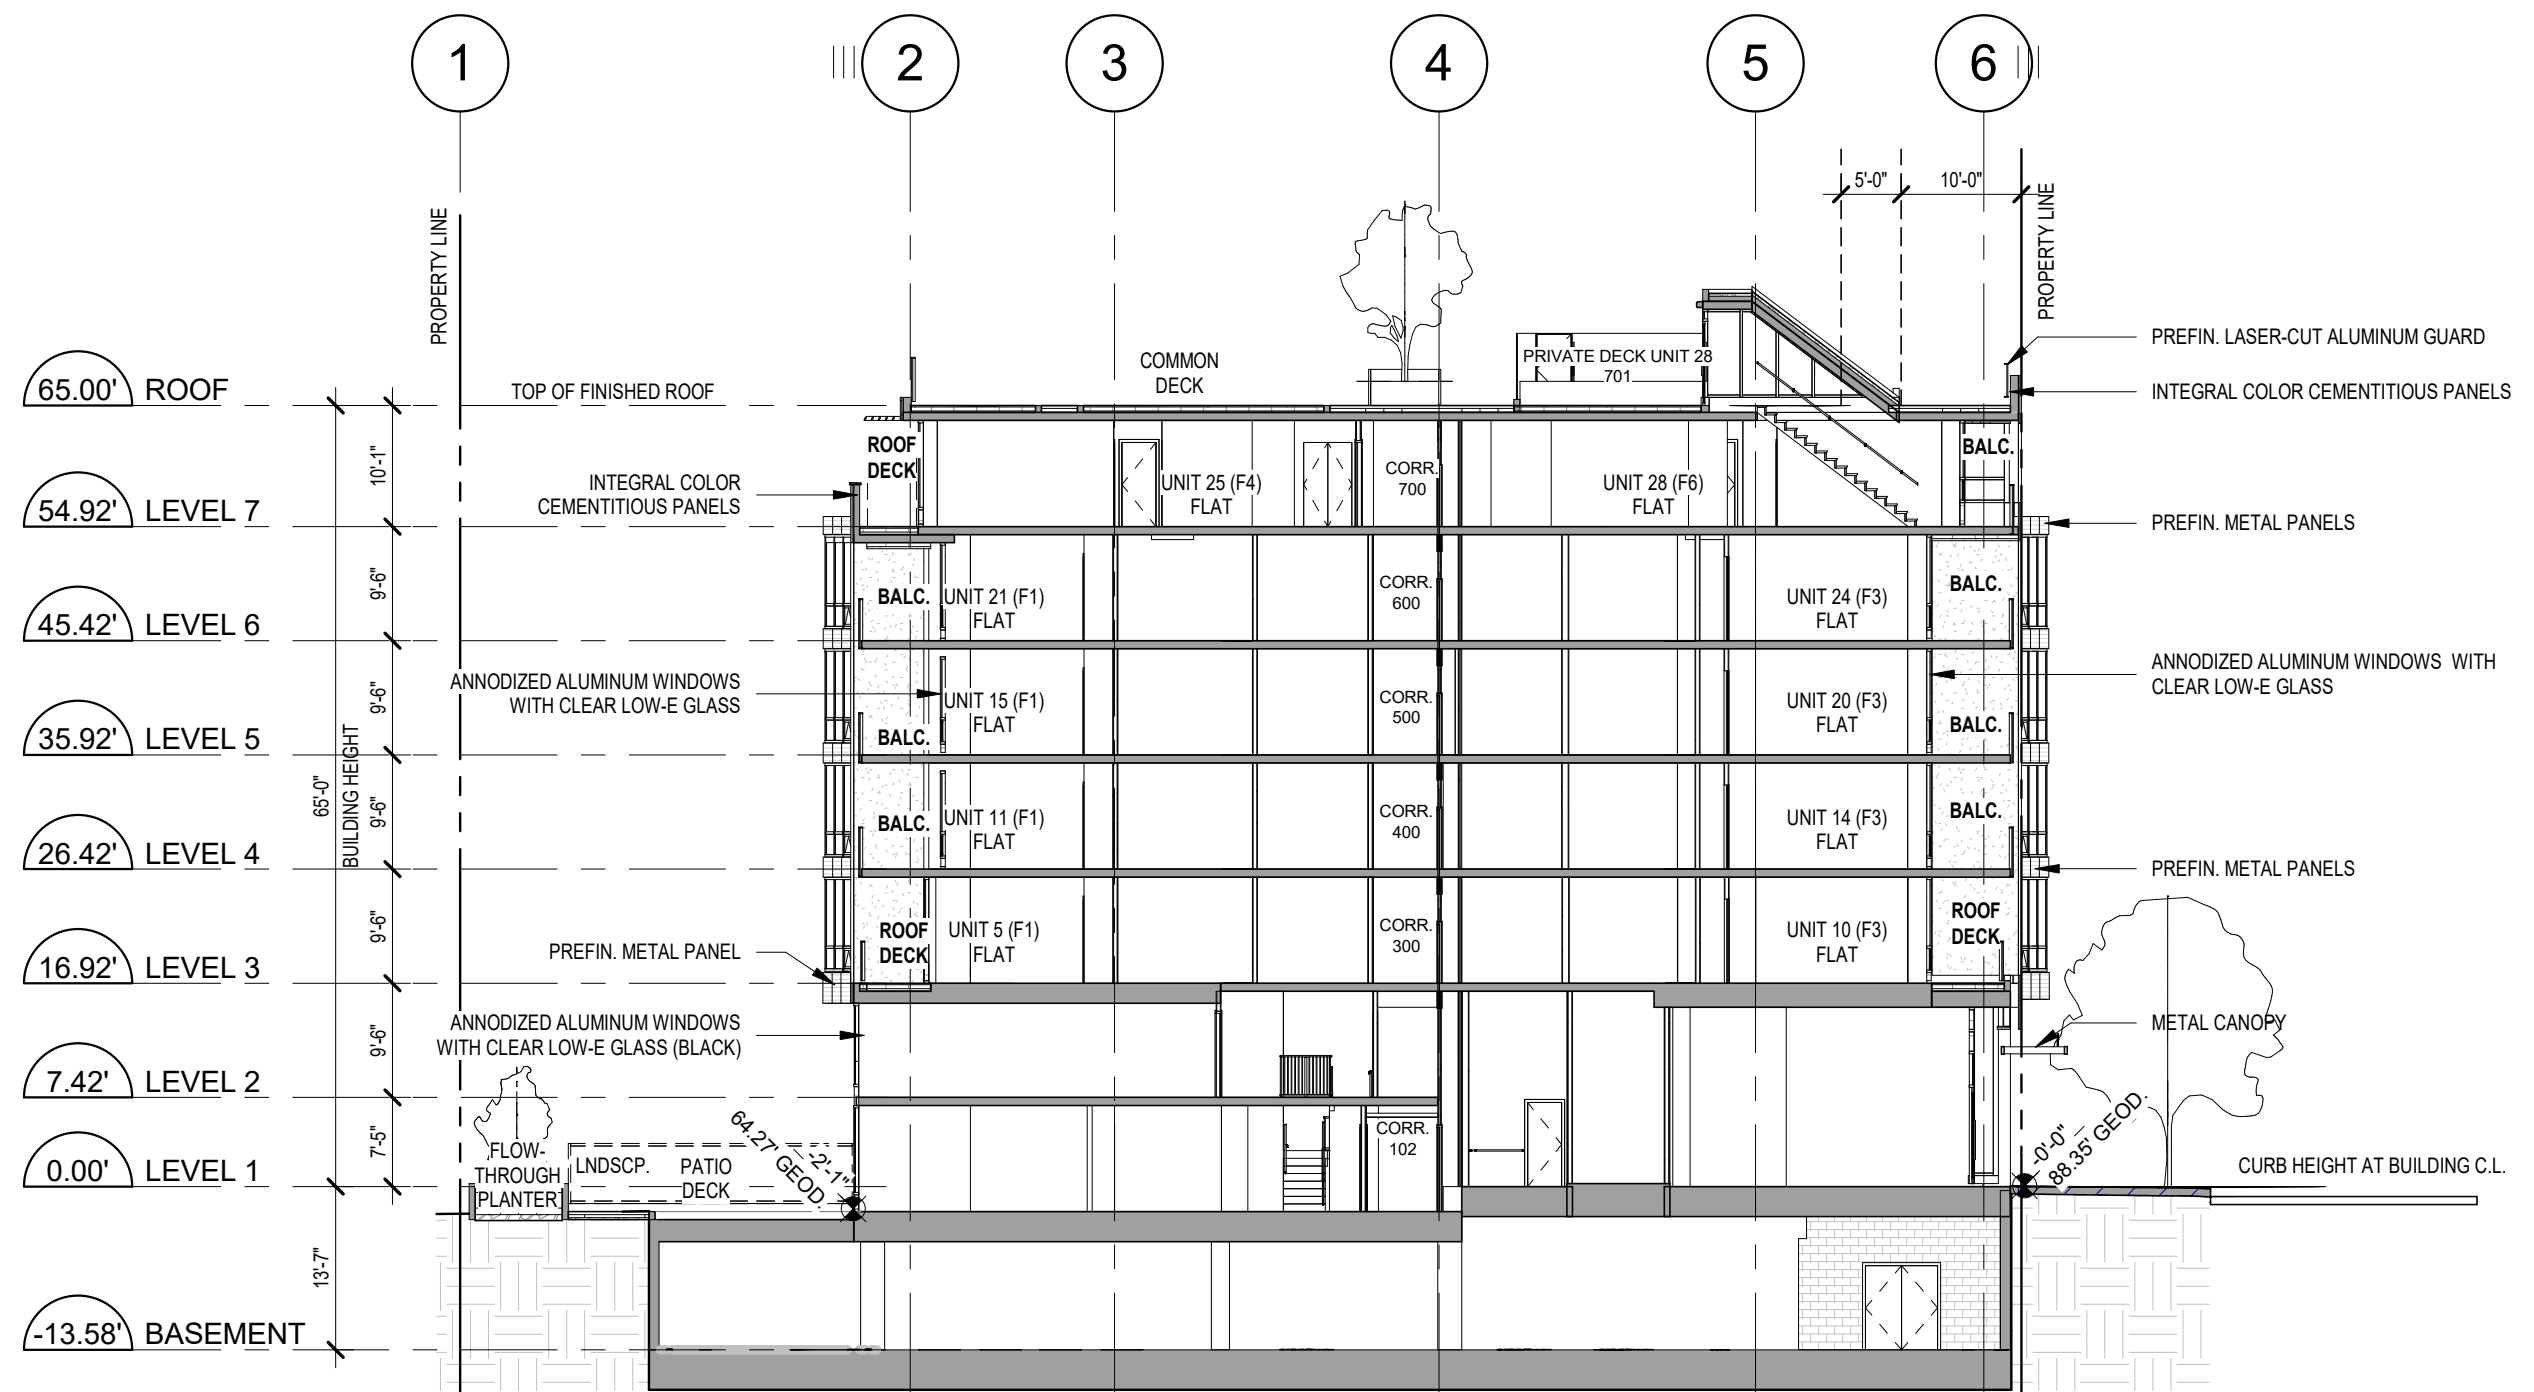 1
2
3
4
5
6
5'-0"
10'-0"
PROPERTY LINE
PROPERTY LINE
PREFIN. LASER-CUT ALUMINUM GUARD
65.00' ROOF
TOP OF FINISHED ROOF
COMMON
DECK
PRIVATE DECK UNIT 28
701
INTEGRAL COLOR CEMENTITIOUS PANELS
10'-1"
ROOF
DECK
UNIT 25 (F4)
FLAT
CORR.
700
UNIT 28 (F6)
FLAT
BALC.
INTEGRAL COLOR
CEMENTITIOUS PANELS
54.92' LEVEL 7
PREFIN. METAL PANELS
9'-6"
BALC.
UNIT 21 (F1)
FLAT
CORR.
600
UNIT 24 (F3)
FLAT
BALC.
45.42' LEVEL 6
ANNODIZED ALUMINUM WINDOWS
WITH CLEAR LOW-E GLASS
9'-6"
UNIT 15 (F1)
FLAT
BALC.
CORR.
500
UNIT 20 (F3)
FLAT
BALC.
ANNODIZED ALUMINUM WINDOWS WITH
CLEAR LOW-E GLASS
35.92' LEVEL 5
65'-0"
BUILDING HEIGHT
9'-6"
BALC.
UNIT 11 (F1)
FLAT
CORR.
400
UNIT 14 (F3)
FLAT
BALC.
26.42' LEVEL 4
PREFIN. METAL PANELS
9'-6"
ROOF
DECK
UNIT 5 (F1)
FLAT
CORR.
300
UNIT 10 (F3)
FLAT
ROOF
DECK
PREFIN. METAL PANEL
16.92' LEVEL 3
ANNODIZED ALUMINUM WINDOWS
WITH CLEAR LOW-E GLASS (BLACK)
METAL CANOPY
9'-6"
7.42' LEVEL 2
7'-5"
FLOW-
THROUGH
PLANTER
LNDSCP.
PATIO
DECK
-2'-1"
64.27' GEOD.
CORR.
102
-0'-0"
88.35' GEOD.
CURB HEIGHT AT BUILDING C.L.
0.00' LEVEL 1
13'-7"
-13.58' BASEMENT